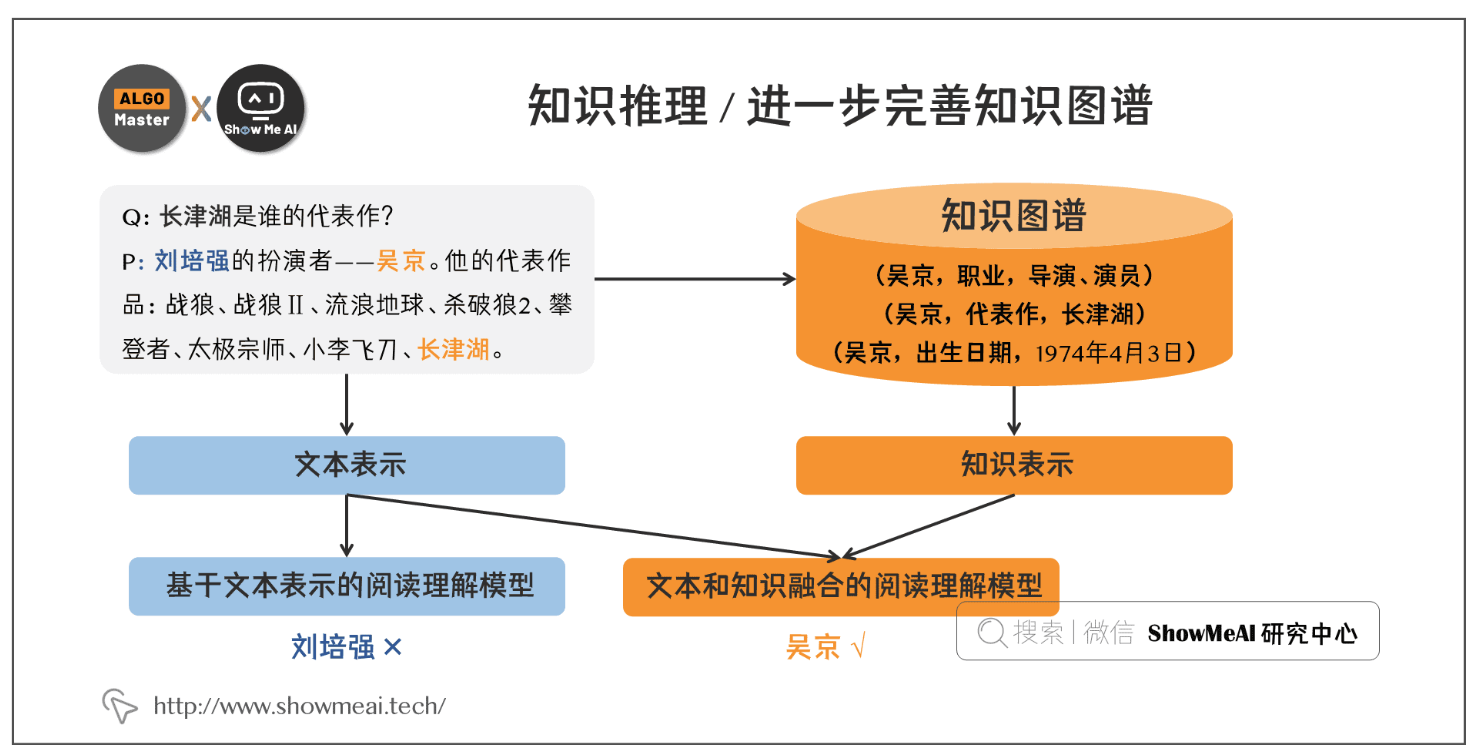 ALGO
Master
X
Show Me AI
知识推理 / 进一步完善知识图谱
Q: 长津湖是谁的代表作?
P: 刘培强的扮演者——吴京。他的代表作
品: 战狼、战狼Ⅱ、流浪地球、杀破狼2、攀
登者、太极宗师、小李飞刀、长津湖。
知识图谱
(吴京, 职业, 导演、演员)
(吴京, 代表作, 长津湖)
(吴京, 出生日期, 1974年4月3日)
文本表示
知识表示
基于文本表示的阅读理解模型
文本和知识融合的阅读理解模型
刘培强 ×
吴京 √
搜索 | 微信 ShowMeAI 研究中心
http://www.showmeai.tech/